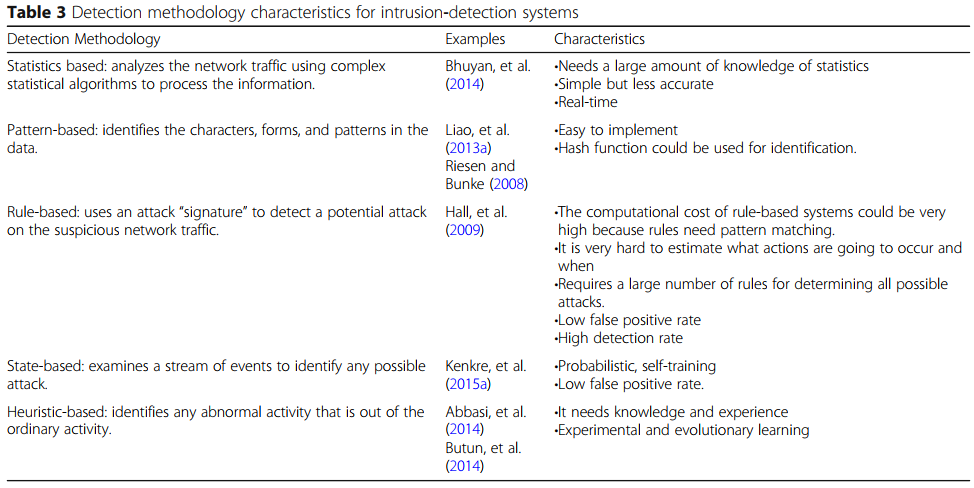 Table 3 Detection methodology characteristics for intrusion-detection systems
Detection Methodology Examples Characteristics
Statistics based: analyzes the network traffic using complex
statistical algorithms to process the information.
Bhuyan, et al.
(2014)
•Needs a large amount of knowledge of statistics
•Simple but less accurate
•Real-time
Pattern-based: identifies the characters, forms, and patterns in the
data.
Liao, et al.
(2013a)
Riesen and
Bunke (2008)
•Easy to implement
•Hash function could be used for identification.
Rule-based: uses an attack “signature” to detect a potential attack
on the suspicious network traffic.
Hall, et al.
(2009)
•The computational cost of rule-based systems could be very
high because rules need pattern matching.
•It is very hard to estimate what actions are going to occur and
when
•Requires a large number of rules for determining all possible
attacks.
•Low false positive rate
•High detection rate
State-based: examines a stream of events to identify any possible
attack.
Kenkre, et al.
(2015a)
•Probabilistic, self-training
•Low false positive rate.
Heuristic-based: identifies any abnormal activity that is out of the
ordinary activity.
Abbasi, et al.
(2014)
Butun, et al.
(2014)
•It needs knowledge and experience
•Experimental and evolutionary learning